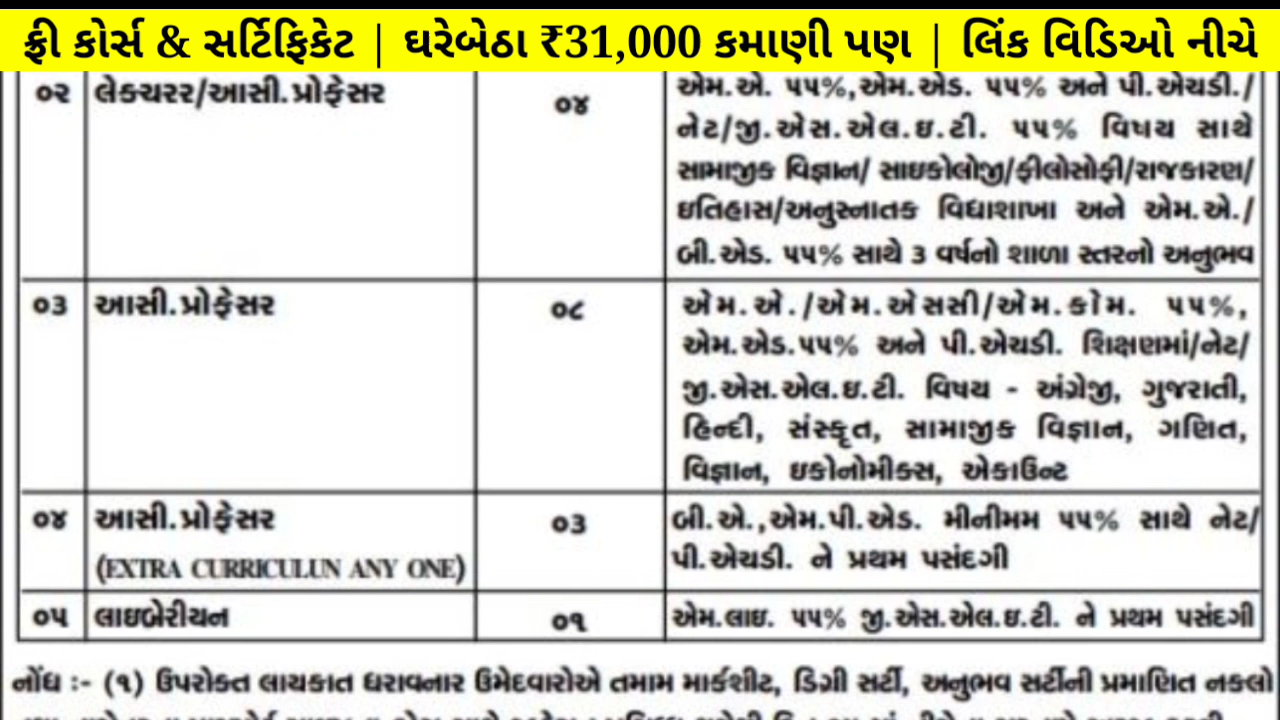 ફ્રી કોર્સ & સર્ટિફિકેટ | ઘરેબેઠા ₹31,000 કમાણી પણ | લિંક વિડિઓ નીચે
૦૨ લેક્ચરર/આસી.પ્રોફેસર ૦૪ એમ.એ. ૫૫%,એમ.એડ. ૫૫% અને પી.એચડી./
નેટ/જી.એસ.એલ.ઇ.ટી. ૫૫% વિષય સાથે
સામાજીક વિજ્ઞાન/ સાઇકોલોજી/ફીલોસોફી/રાજકારણ/
ઇતિહાસ/અનુસ્નાતક વિદ્યાશાખા અને એમ.એ./
બી.એડ. ૫૫% સાથે ૩ વર્ષનો શાળા સ્તરનો અનુભવ
૦૩ આસી.પ્રોફેસર ૦૮ એમ.એ./એમ.એસસી/એમ.કોમ. ૫૫%,
એમ.એડ.૫૫% અને પી.એચડી. શિક્ષણમાં/નેટ/
જી.એસ.એલ.ઇ.ટી. વિષય - અંગ્રેજી, ગુજરાતી,
હિન્દી, સંસ્કૃત, સામાજીક વિજ્ઞાન, ગણિત,
વિજ્ઞાન, ઇકોનોમીક્સ, એકાઉન્ટ
૦૪ આસી.પ્રોફેસર ૦૩ બી.એ.,એમ.પી.એડ. મીનીમમ ૫૫% સાથે નેટ/
(EXTRA CURRICULUN ANY ONE) પી.એચડી. ને પ્રથમ પસંદગી
૦૫ લાઇબ્રેરીયન ૦૧ એમ.લાઇ. ૫૫% જી.એસ.એલ.ઇ.ટી. ને પ્રથમ પસંદગી
નોંધ :- (૧) ઉપરોક્ત લાયકાત ધરાવનાર ઉમેદવારોએ તમામ માર્કશીટ, ડિગ્રી સર્ટી, અનુભવ સર્ટીની પ્રમાણિત નકલો